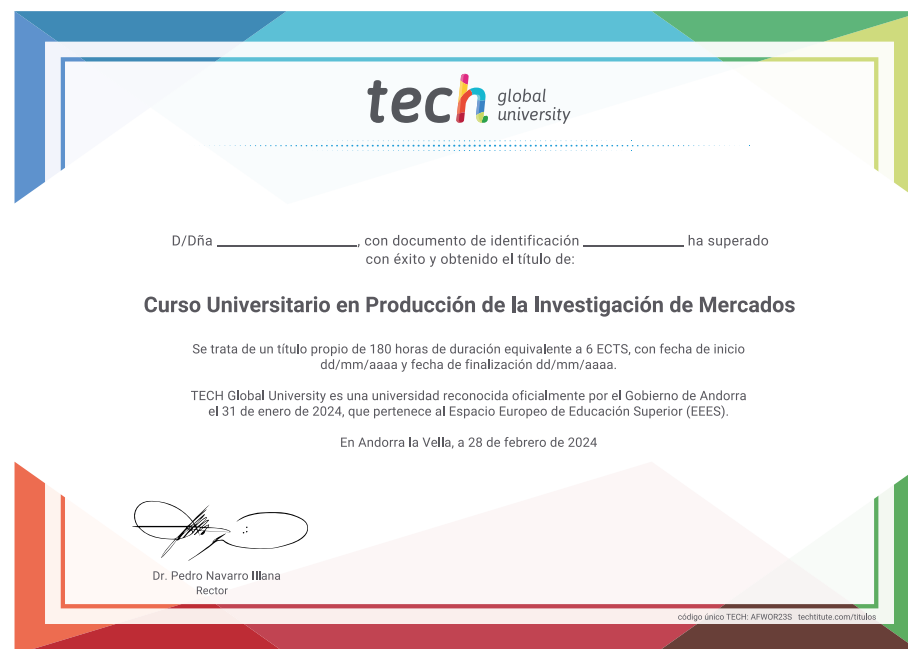 tech global university
D/Dña ____________, con documento de identificación ____________ ha superado
con éxito y obtenido el título de:
Curso Universitario en Producción de la Investigación de Mercados
Se trata de un título propio de 180 horas de duración equivalente a 6 ECTS, con fecha de inicio
dd/mm/aaaa y fecha de finalización dd/mm/aaaa.
TECH Global University es una universidad reconocida oficialmente por el Gobierno de Andorra
el 31 de enero de 2024, que pertenece al Espacio Europeo de Educación Superior (EEES).
En Andorra la Vella, a 28 de febrero de 2024
Dr. Pedro Navarro Illana
Rector
código único TECH: AFWOR23S techtitute.com/titulos